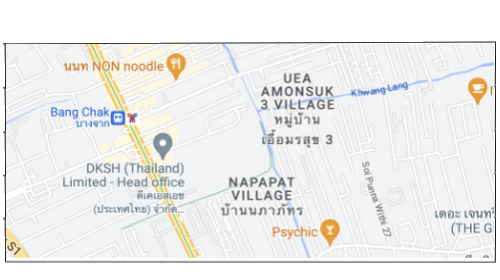 นนท NON noodle
UEA
AMONSUK
3 VILLAGE
หมู่บ้าน
เอื้อมรสุข 3
Khwang Lang
Bang Chak
บางจาก
DKSH (Thailand)
Limited - Head office
ดีเคเอสเอช
(ประเทศไทย) จำกัด...
NAPAPAT
VILLAGE
บ้านนภาภัทร
Soi Punna Withi 27
Psychic
เดอะ เจนท
(THE G
S1